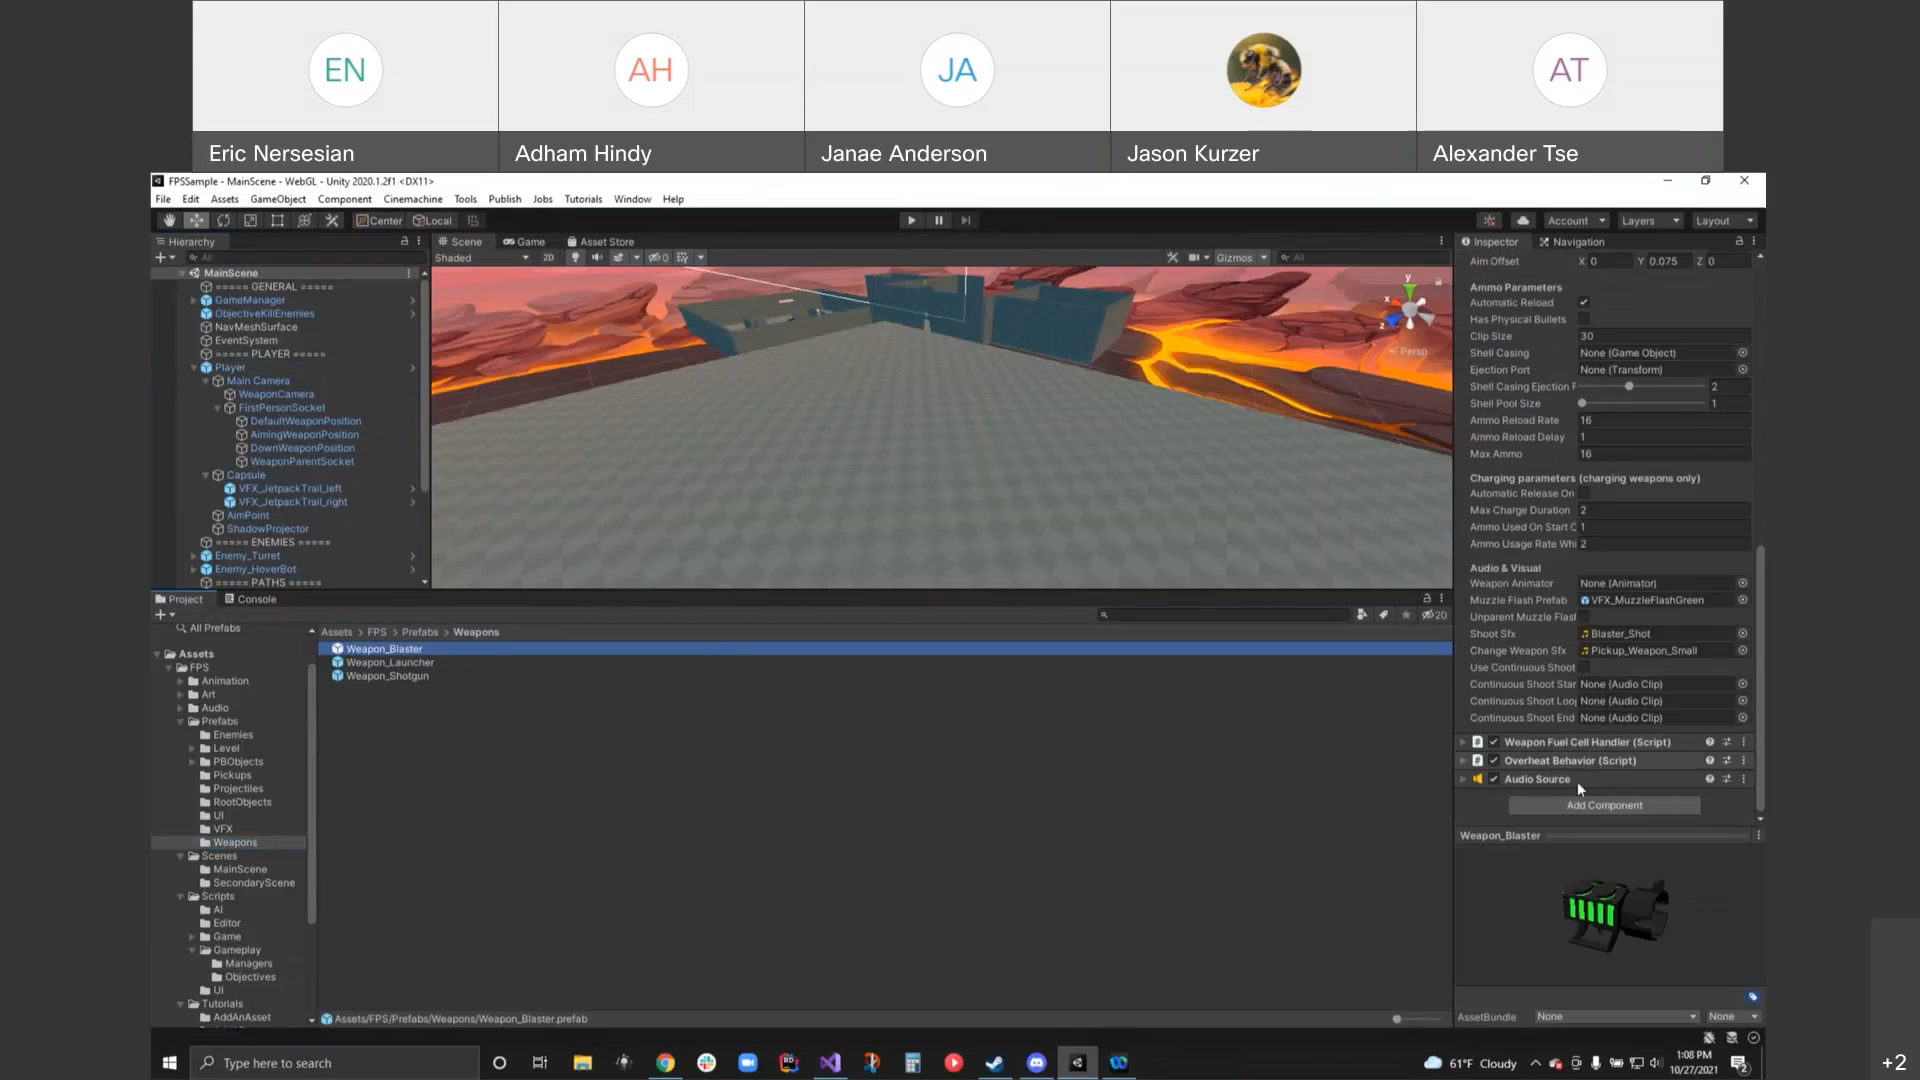 EN
AH
JA
AT
Eric Nersesian
Adham Hindy
Janae Anderson
Jason Kurzer
Alexander Tse
FPSSample - MainScene - WebGL - Unity 2020.1.2f1 <DX11>
File Edit Assets GameObject Component Cinemachine Tools Publish Jobs Tutorials Window Help
Center Local
Account Layers Layout
Hierarchy
All
MainScene
===== GENERAL =====
GameManager
ObjectiveKillEnemies
NavMeshSurface
EventSystem
===== PLAYER =====
Player
Main Camera
WeaponCamera
FirstPersonSocket
DefaultWeaponPosition
AimingWeaponPosition
DownWeaponPosition
WeaponParentSocket
Capsule
VFX_JetpackTrail_left
VFX_JetpackTrail_right
AimPoint
ShadowProjector
===== ENEMIES =====
Enemy_Turret
Enemy_HoverBot
===== PATHS =====
Scene Game Asset Store
Shaded 2D 0 Gizmos All
y
x
z
Persp
Inspector Navigation
Aim Offset X 0 Y 0.075 Z 0
Ammo Parameters
Automatic Reload
Has Physical Bullets
Clip Size 30
Shell Casing None (Game Object)
Ejection Port None (Transform)
Shell Casing Ejection F 2
Shell Pool Size 1
Ammo Reload Rate 16
Ammo Reload Delay 1
Max Ammo 16
Charging parameters (charging weapons only)
Automatic Release On
Max Charge Duration 2
Ammo Used On Start C 1
Ammo Usage Rate Whi 2
Audio & Visual
Weapon Animator None (Animator)
Muzzle Flash Prefab VFX_MuzzleFlashGreen
Unparent Muzzle Flas
Shoot Sfx Blaster_Shot
Change Weapon Sfx Pickup_Weapon_Small
Use Continuous Shoot
Continuous Shoot Star None (Audio Clip)
Continuous Shoot Loo None (Audio Clip)
Continuous Shoot End None (Audio Clip)
Weapon Fuel Cell Handler (Script)
Overheat Behavior (Script)
Audio Source
Add Component
Weapon_Blaster
AssetBundle None None
Project Console
20
All Prefabs
Assets
FPS
Animation
Art
Audio
Prefabs
Enemies
Level
PBObjects
Pickups
Projectiles
RootObjects
UI
VFX
Weapons
Scenes
MainScene
SecondaryScene
Scripts
AI
Editor
Game
Gameplay
Managers
Objectives
UI
Tutorials
AddAnAsset
Assets > FPS > Prefabs > Weapons
Weapon_Blaster
Weapon_Launcher
Weapon_Shotgun
Assets/FPS/Prefabs/Weapons/Weapon_Blaster.prefab
Type here to search
61°F Cloudy
1:08 PM
10/27/2021
2
+2